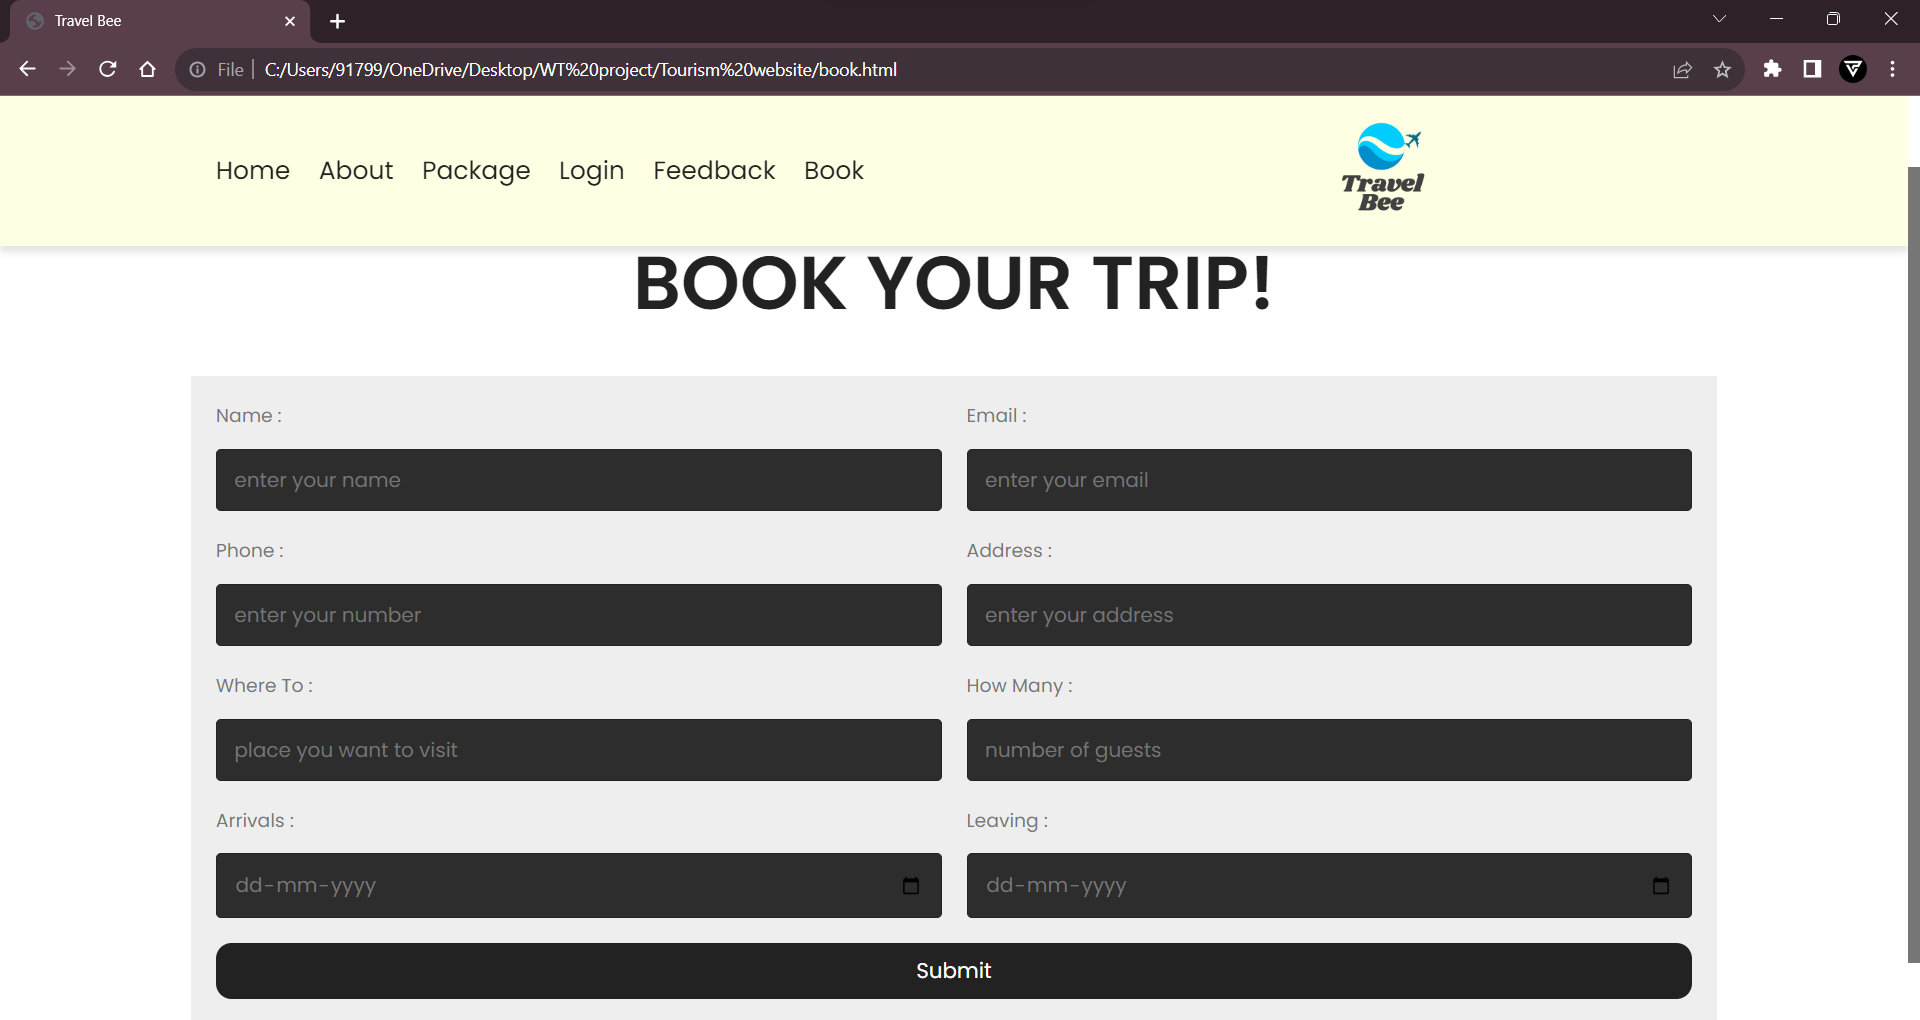 Travel Bee
File C:/Users/91799/OneDrive/Desktop/WT%20project/Tourism%20website/book.html
Home About Package Login Feedback Book
Travel
Bee
BOOK YOUR TRIP!
Name : Email :
enter your name enter your email
Phone : Address :
enter your number enter your address
Where To : How Many :
place you want to visit number of guests
Arrivals : Leaving :
dd-mm-yyyy dd-mm-yyyy
Submit